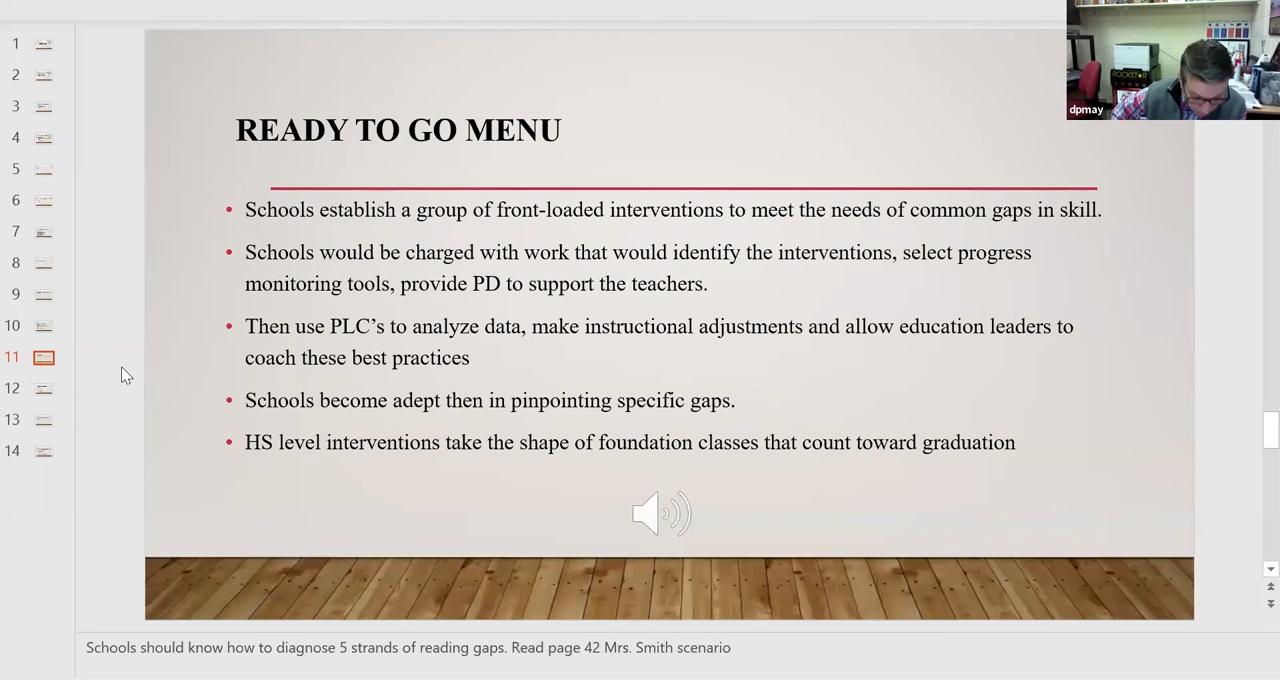 1
2
3
4
5
6
7
8
9
10
11
12
13
14
READY TO GO MENU
• Schools establish a group of front-loaded interventions to meet the needs of common gaps in skill.
• Schools would be charged with work that would identify the interventions, select progress
monitoring tools, provide PD to support the teachers.
• Then use PLC’s to analyze data, make instructional adjustments and allow education leaders to
coach these best practices
• Schools become adept then in pinpointing specific gaps.
• HS level interventions take the shape of foundation classes that count toward graduation
ROCKSTAR
dpmay
Schools should know how to diagnose 5 strands of reading gaps. Read page 42 Mrs. Smith scenario